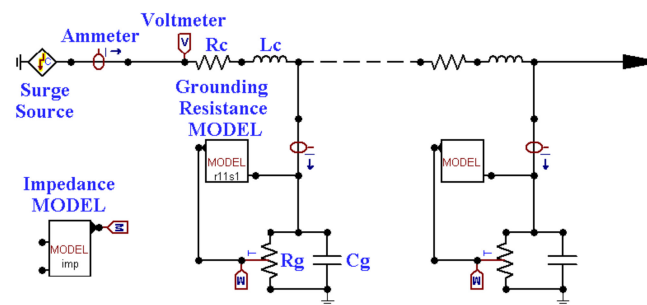 Voltmeter
Ammeter
V
Rc
Lc
I
C
Surge
Source
Grounding
Resistance
MODEL
MODEL
r11s1
I
MODEL
I
Impedance
MODEL
M
MODEL
imp
T
Rg
Cg
M
T
M